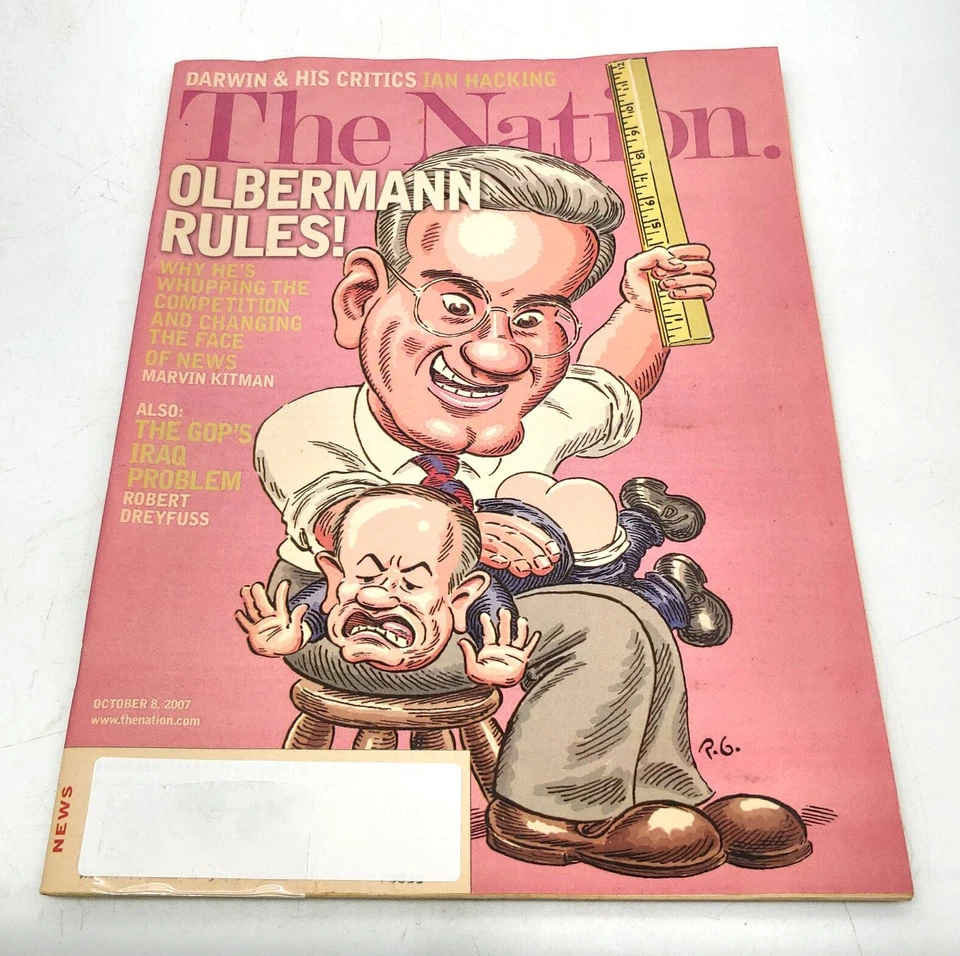 DARWIN & HIS CRITICS IAN HACKING
The Nation.
OLBERMANN
RULES!
WHY HE'S
WHUPPING THE
COMPETITION
AND CHANGING
THE FACE
OF NEWS
MARVIN KITMAN
ALSO:
THE GOP'S
IRAQ
PROBLEM
ROBERT
DREYFUSS
OCTOBER 8, 2007
www.thenation.com
P.G.
NEWS